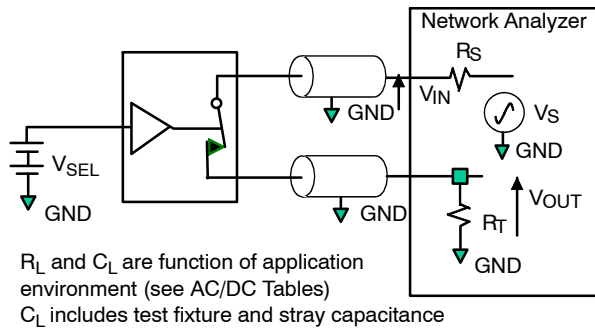 Network Analyzer
RS
GND
VIN
VS
GND
VSEL
GND
GND
RT
VOUT
GND
RL and CL are function of application
environment (see AC/DC Tables)
CL includes test fixture and stray capacitance